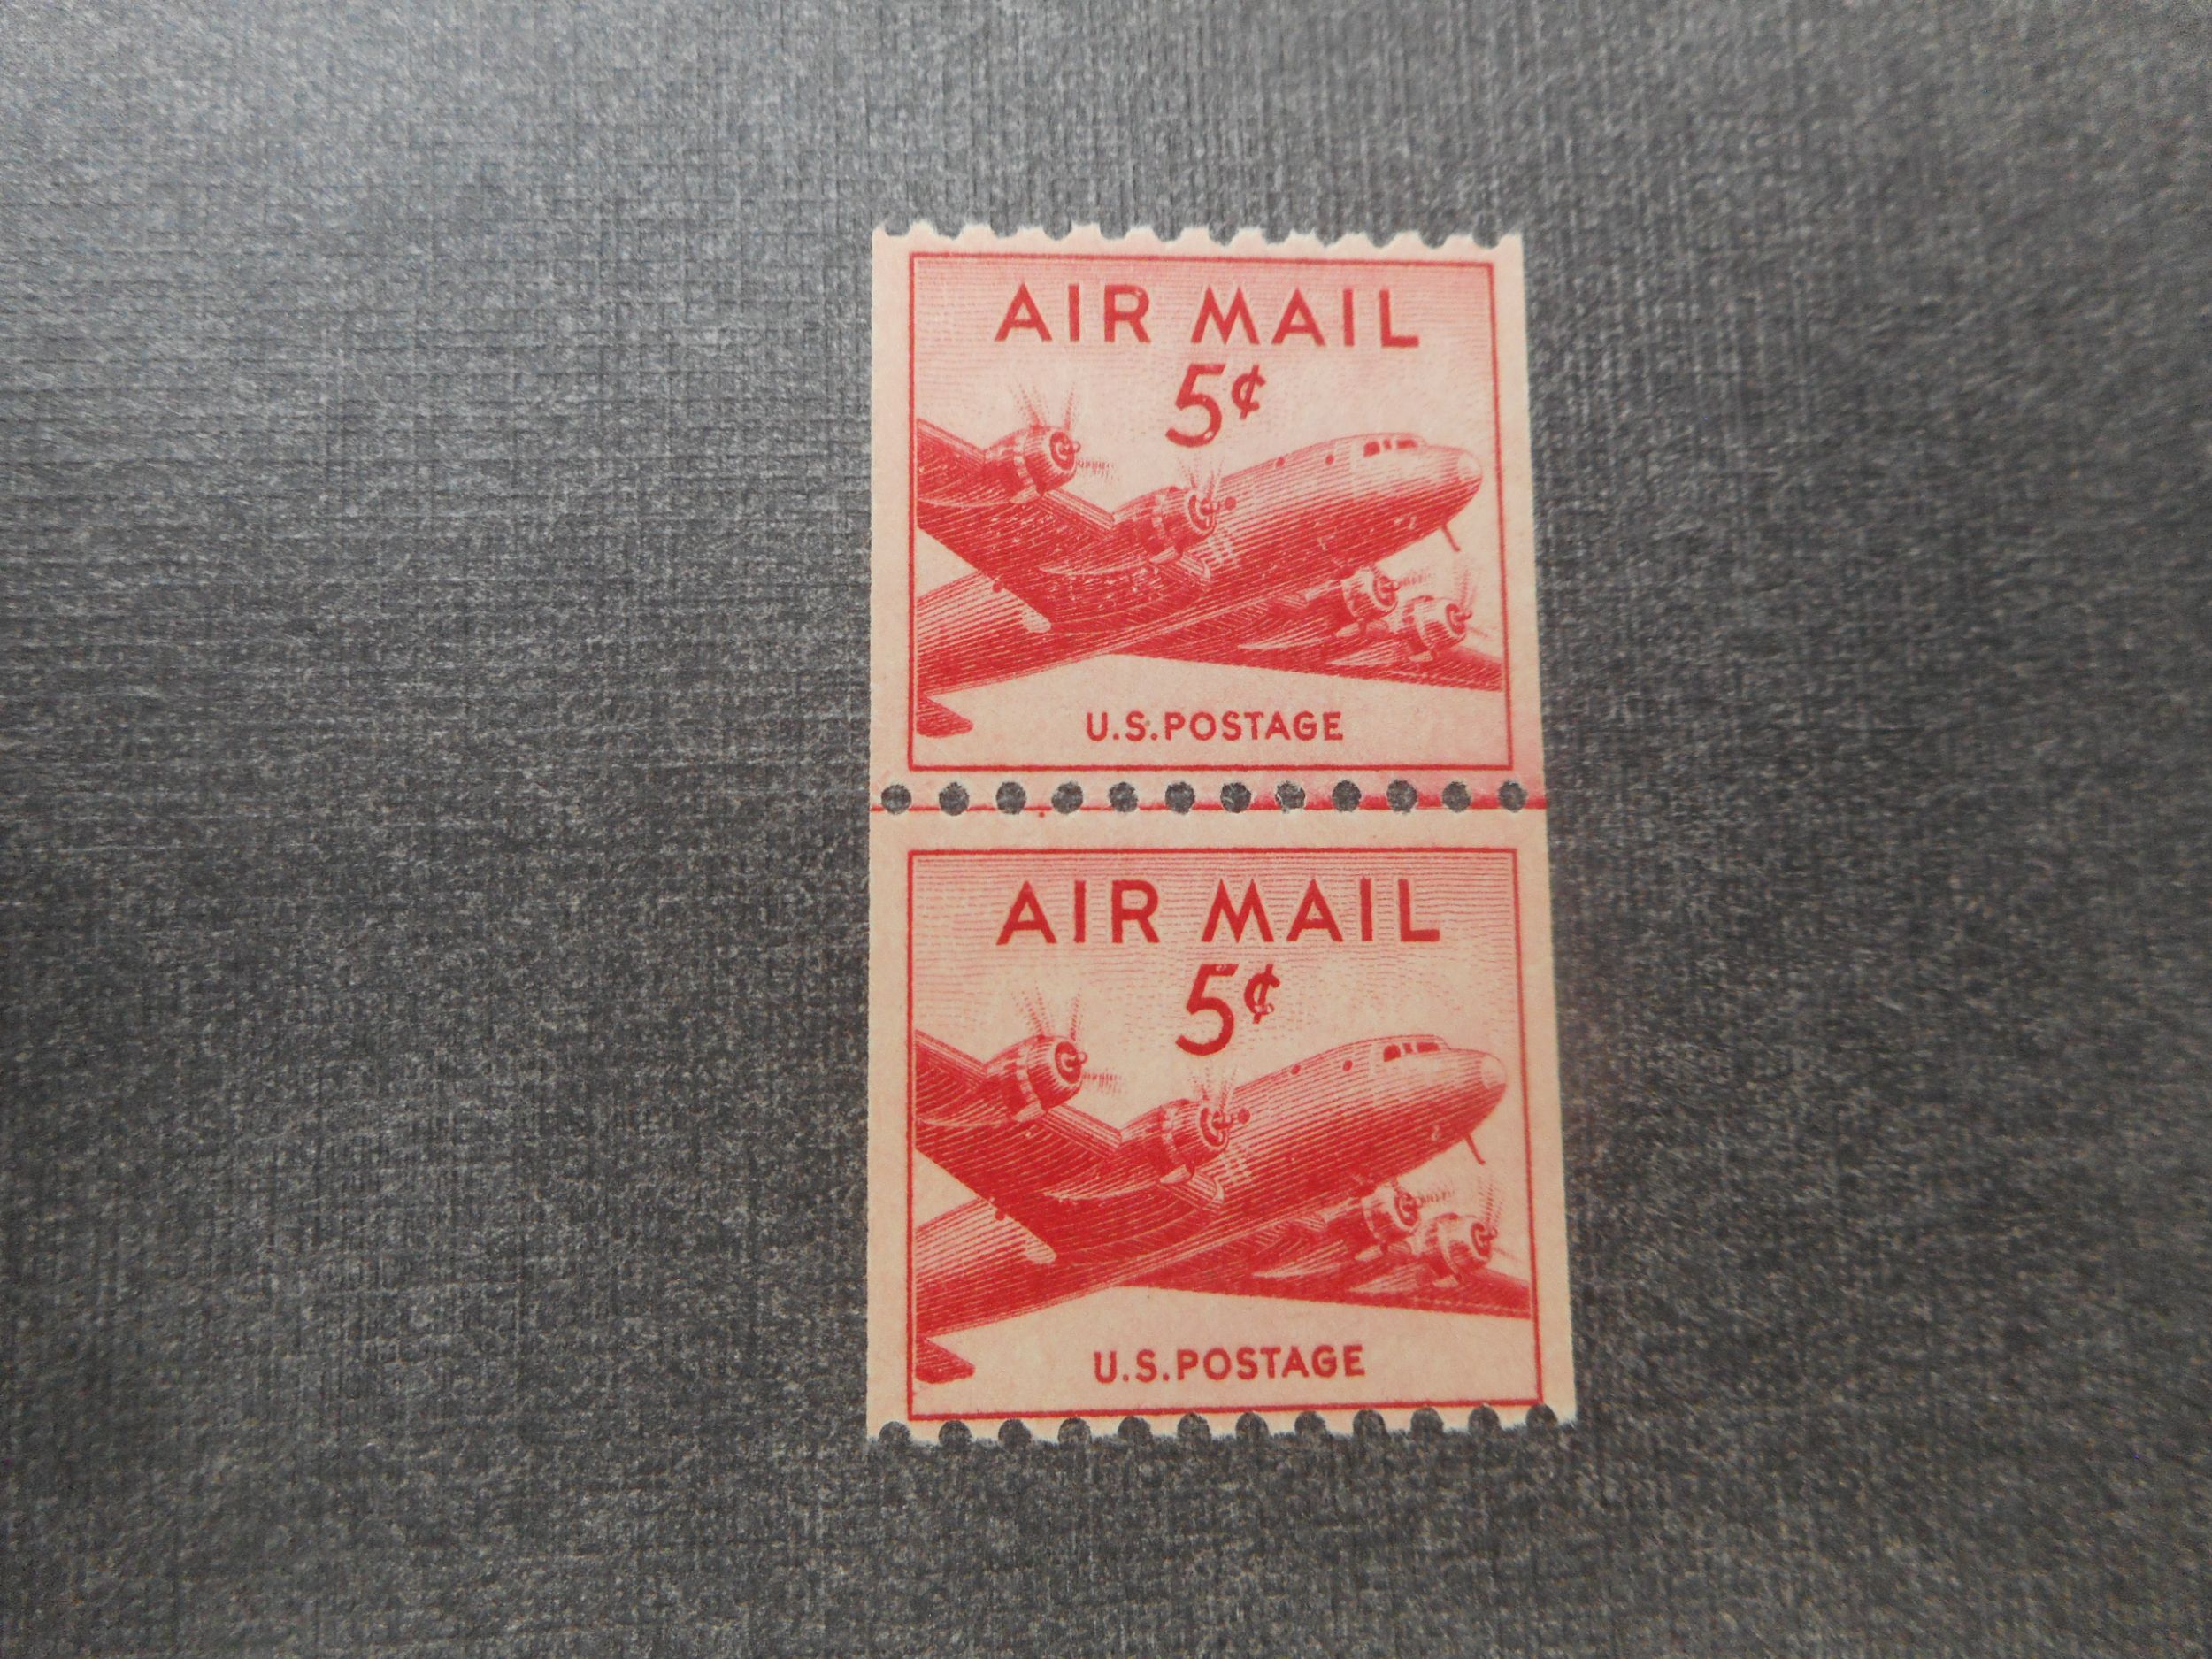 AIR MAIL
5¢
U.S. POSTAGE
AIR MAIL
5¢
U.S. POSTAGE